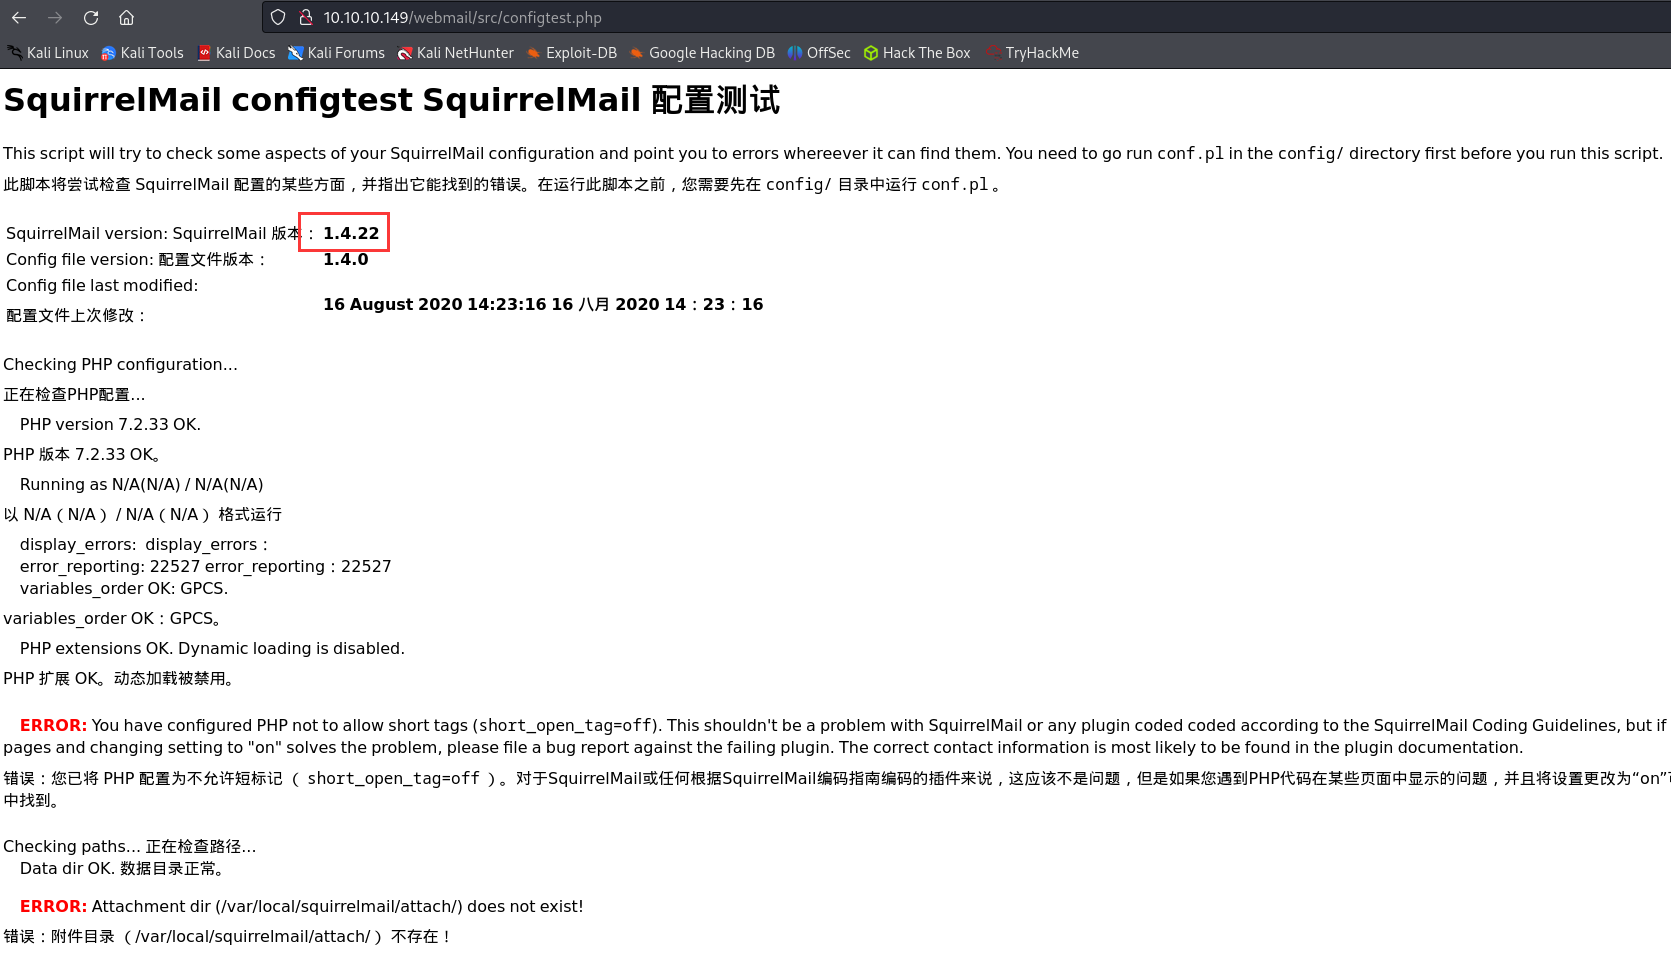 10.10.10.149/webmail/src/configtest.php
Kali Linux Kali Tools Kali Docs Kali Forums Kali NetHunter Exploit-DB Google Hacking DB OffSec Hack The Box TryHackMe
SquirrelMail configtest SquirrelMail 配置测试
This script will try to check some aspects of your SquirrelMail configuration and point you to errors whereever it can find them. You need to go run conf.pl in the config/ directory first before you run this script.
此脚本将尝试检查 SquirrelMail 配置的某些方面，并指出它能找到的错误。在运行此脚本之前，您需要先在 config/ 目录中运行 conf.pl 。
SquirrelMail version: SquirrelMail 版本： 1.4.22
Config file version: 配置文件版本： 1.4.0
Config file last modified:
16 August 2020 14:23:16 16 八月 2020 14：23：16
配置文件上次修改：
Checking PHP configuration...
正在检查PHP配置...
PHP version 7.2.33 OK.
PHP 版本 7.2.33 OK。
Running as N/A(N/A) / N/A(N/A)
以 N/A（N/A） / N/A（N/A） 格式运行
display_errors: display_errors：
error_reporting: 22527 error_reporting：22527
variables_order OK: GPCS.
variables_order OK：GPCS。
PHP extensions OK. Dynamic loading is disabled.
PHP 扩展 OK。动态加载被禁用。
ERROR: You have configured PHP not to allow short tags (short_open_tag=off). This shouldn't be a problem with SquirrelMail or any plugin coded coded according to the SquirrelMail Coding Guidelines, but if
pages and changing setting to "on" solves the problem, please file a bug report against the failing plugin. The correct contact information is most likely to be found in the plugin documentation.
错误：您已将 PHP 配置为不允许短标记 （ short_open_tag=off ）。对于SquirrelMail或任何根据SquirrelMail编码指南编码的插件来说，这应该不是问题，但是如果您遇到PHP代码在某些页面中显示的问题，并且将设置更改为“on”
中找到。
Checking paths... 正在检查路径...
Data dir OK. 数据目录正常。
ERROR: Attachment dir (/var/local/squirrelmail/attach/) does not exist!
错误：附件目录 （/var/local/squirrelmail/attach/） 不存在！